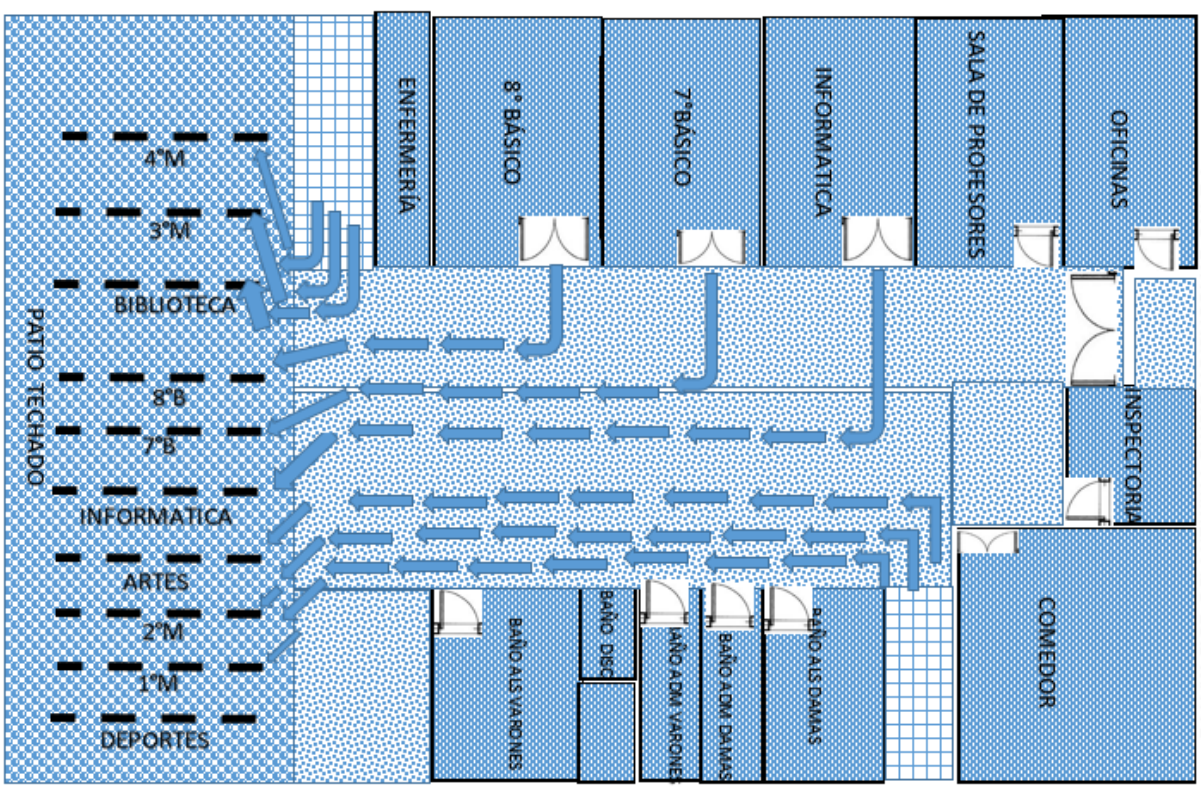 ENFERMERÍA
8° BÁSICO
7°BÁSICO
INFORMATICA
SALA DE PROFESORES
OFICINAS
4°M
3°M
BIBLIOTECA
PATIO TECHADO
8°B
7°B
INFORMATICA
ARTES
2°M
1°M
DEPORTES
INSPECTORIA
COMEDOR
BAÑO ALS VARONES
BAÑO DISC
BAÑO ADM VARONES
BAÑO ADM DAMAS
BAÑO ALS DAMAS